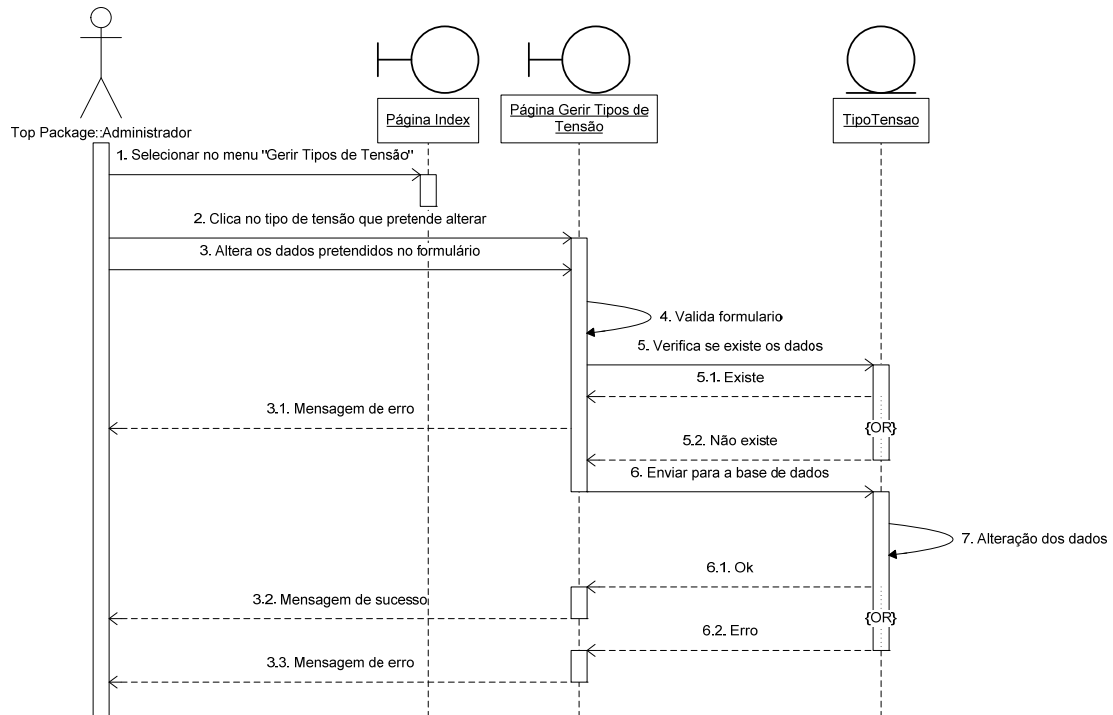 Top Package::Administrador
Página Index
Página Gerir Tipos de
Tensão
TipoTensao
1. Selecionar no menu "Gerir Tipos de Tensão"
2. Clica no tipo de tensão que pretende alterar
3. Altera os dados pretendidos no formulário
4. Valida formulario
5. Verifica se existe os dados
5.1. Existe
3.1. Mensagem de erro
{OR}
5.2. Não existe
6. Enviar para a base de dados
7. Alteração dos dados
6.1. Ok
3.2. Mensagem de sucesso
{OR}
6.2. Erro
3.3. Mensagem de erro